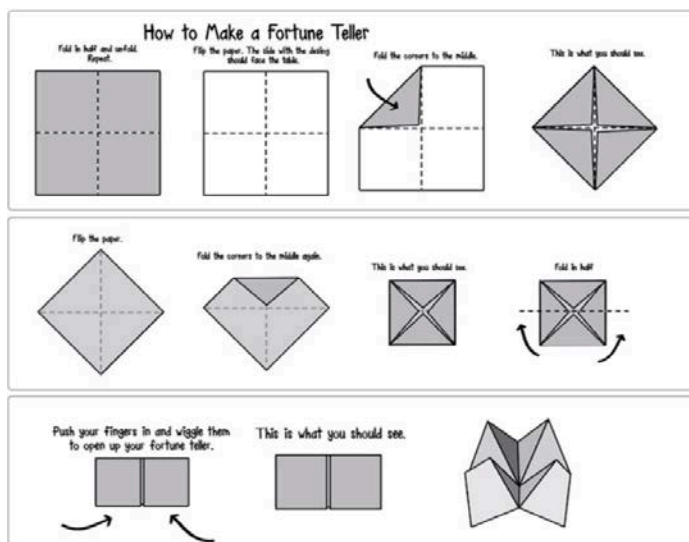 How to Make a Fortune Teller
Fold in half and unfold.
Repeat.
Flip the paper. The side with the
should face the table.
Fold the corners to the middle.
This is what you should see.
Flip the paper.
Fold the corners to the middle again.
This is what you should see.
Fold in half
Push your fingers in and wiggle them
to open up your fortune teller.
This is what you should see.